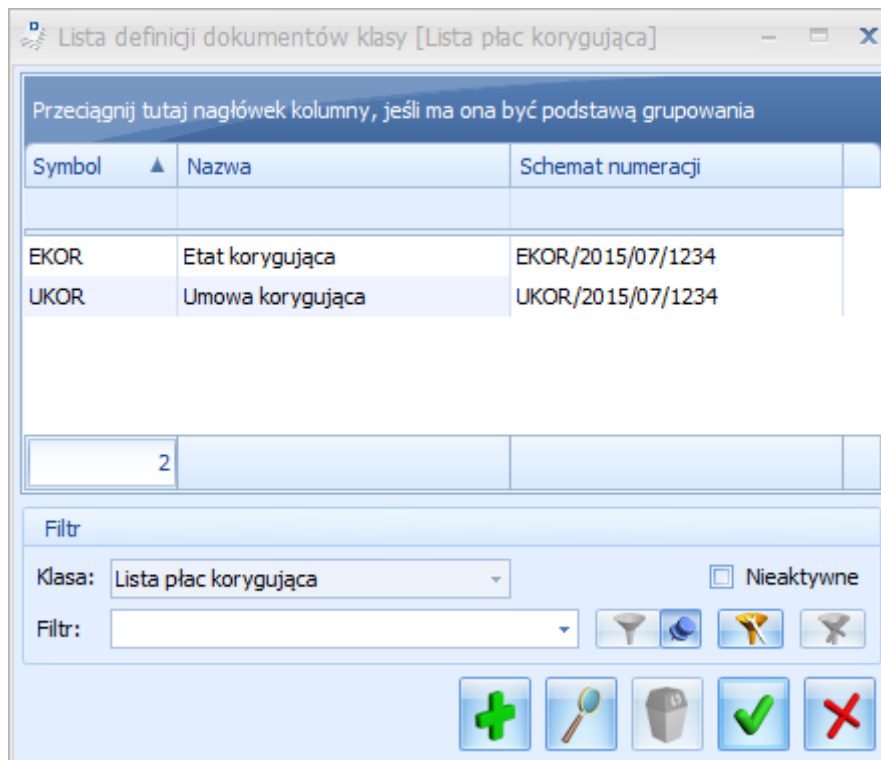 Lista definicji dokumentów klasy [Lista płac korygująca]
Przeciągnij tutaj nagłówek kolumny, jeśli ma ona być podstawą grupowania
Symbol Nazwa Schemat numeracji
EKOR Etat korygująca EKOR/2015/07/1234
UKOR Umowa korygująca UKOR/2015/07/1234
2
Filtr
Klasa: Lista płac korygująca Nieaktywne
Filtr: